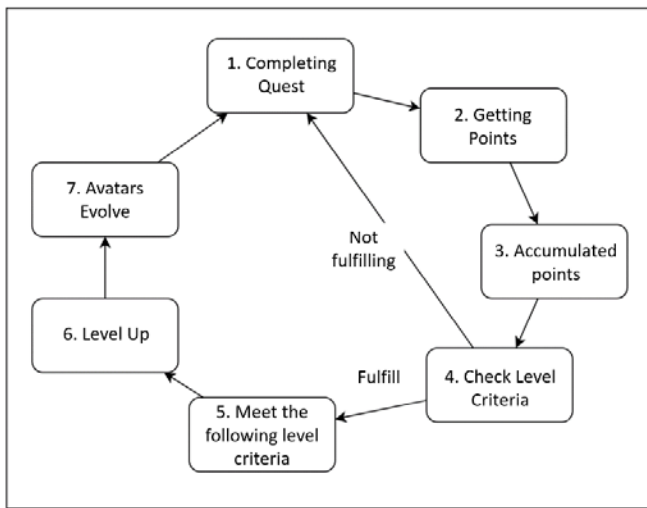 1. Completing
Quest
2. Getting
Points
3. Accumulated
points
4. Check Level
Criteria
Not
fulfilling
Fulfill
5. Meet the
following level
criteria
6. Level Up
7. Avatars
Evolve